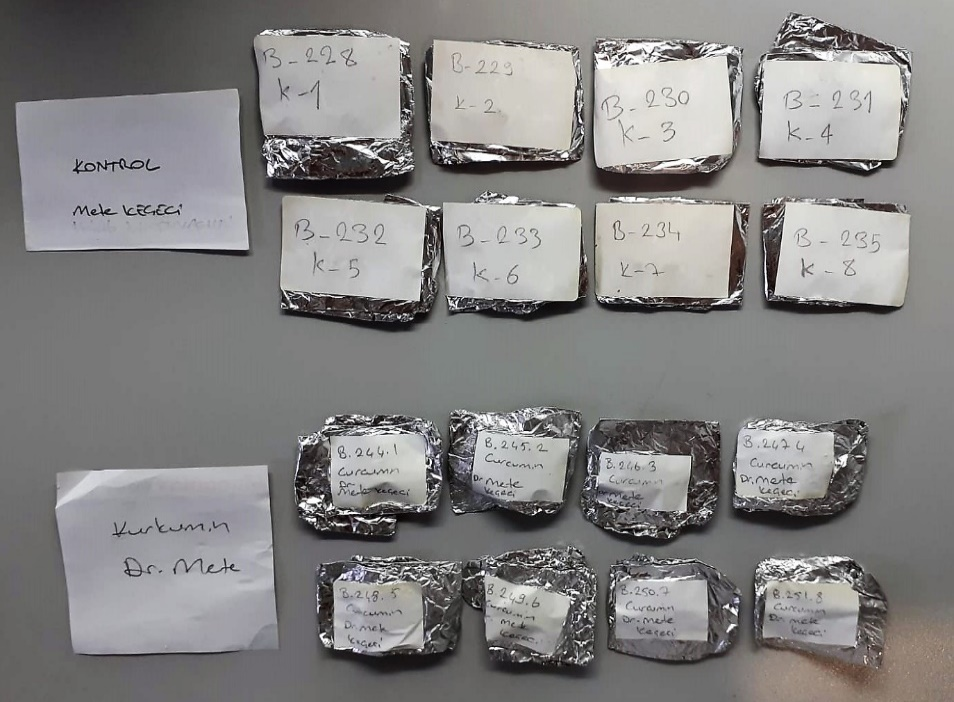 KONTROL
Mete KEÇECİ
B-228
K-1
B-229
K-2
B-230
K-3
B-231
K-4
B-232
K-5
B-233
K-6
B-234
K-7
B-235
K-8
Kurkumin
Dr. Mete
B.244.1
Curcumin
Dr.
Mete Keçeci
B.245.2
Curcumin
Dr. Mete
Keçeci
B.246.3
Curcumin
Mete
Keçeci
B.247.4
Curcumin
Dr. Mete
Keçeci
B.248.5
Curcumin
Dr. Mete
Keçeci
B.249.6
Curcumin
Mete
Keçeci
B.250.7
Curcumin
Dr. Mete
Keçeci
B.251.8
Curcumin
Dr. Mete
Keçeci